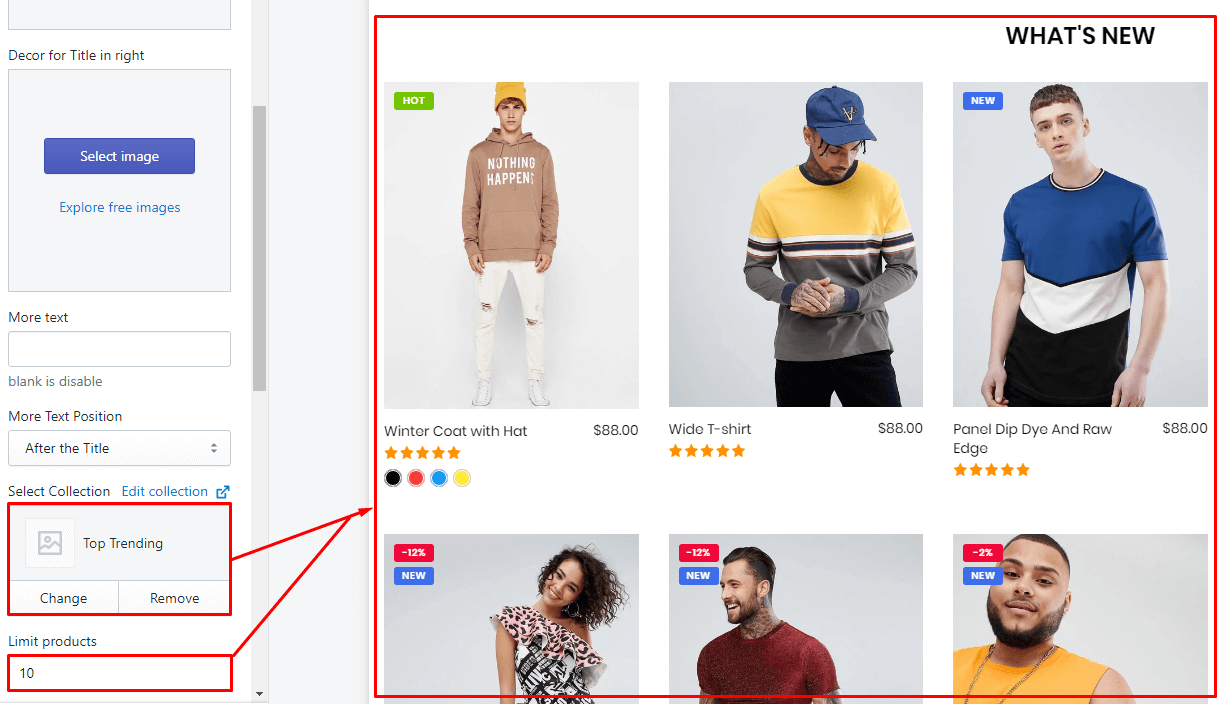 Decor for Title in right
Select image
Explore free images
More text
blank is disable
More Text Position
After the Title
Select Collection Edit collection
Top Trending
Change Remove
Limit products
10
WHAT'S NEW
HOT
NOTHING
HAPPENS
Winter Coat with Hat $88.00
Wide T-shirt $88.00
NEW
Panel Dip Dye And Raw $88.00
Edge
-12%
NEW
-12%
NEW
-2%
NEW